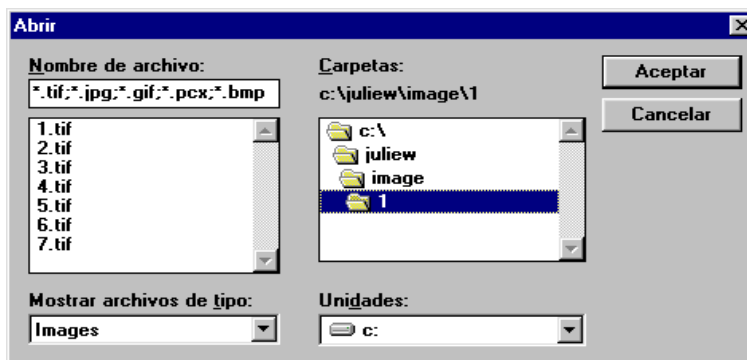 Abrir
Nombre de archivo:
*.tif;*.jpg;*.gif;*.pcx;*.bmp
1.tif
2.tif
3.tif
4.tif
5.tif
6.tif
7.tif
Mostrar archivos de tipo:
Images
Carpetas:
c:\juliew\image\1
c:\
juliew
image
1
Unidades:
c:
Aceptar
Cancelar